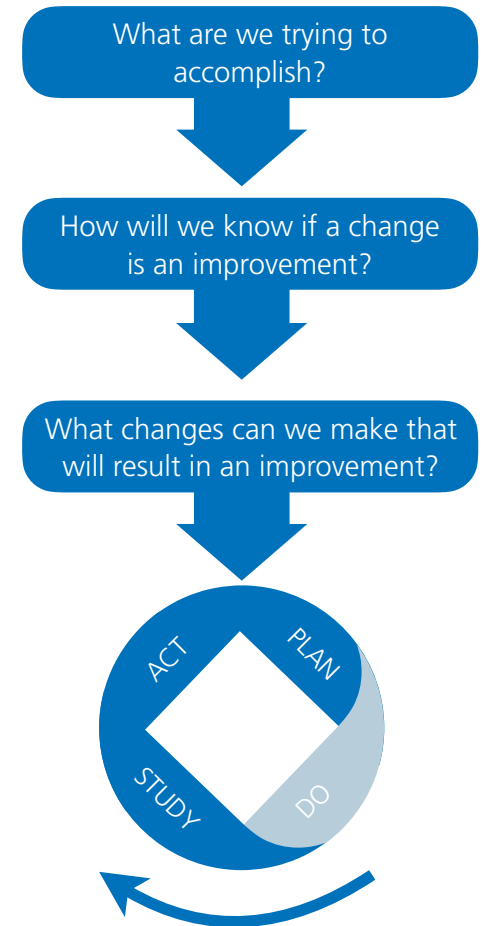 What are we trying to
accomplish?
How will we know if a change
is an improvement?
What changes can we make that
will result in an improvement?
ACT
PLAN
STUDY
DO